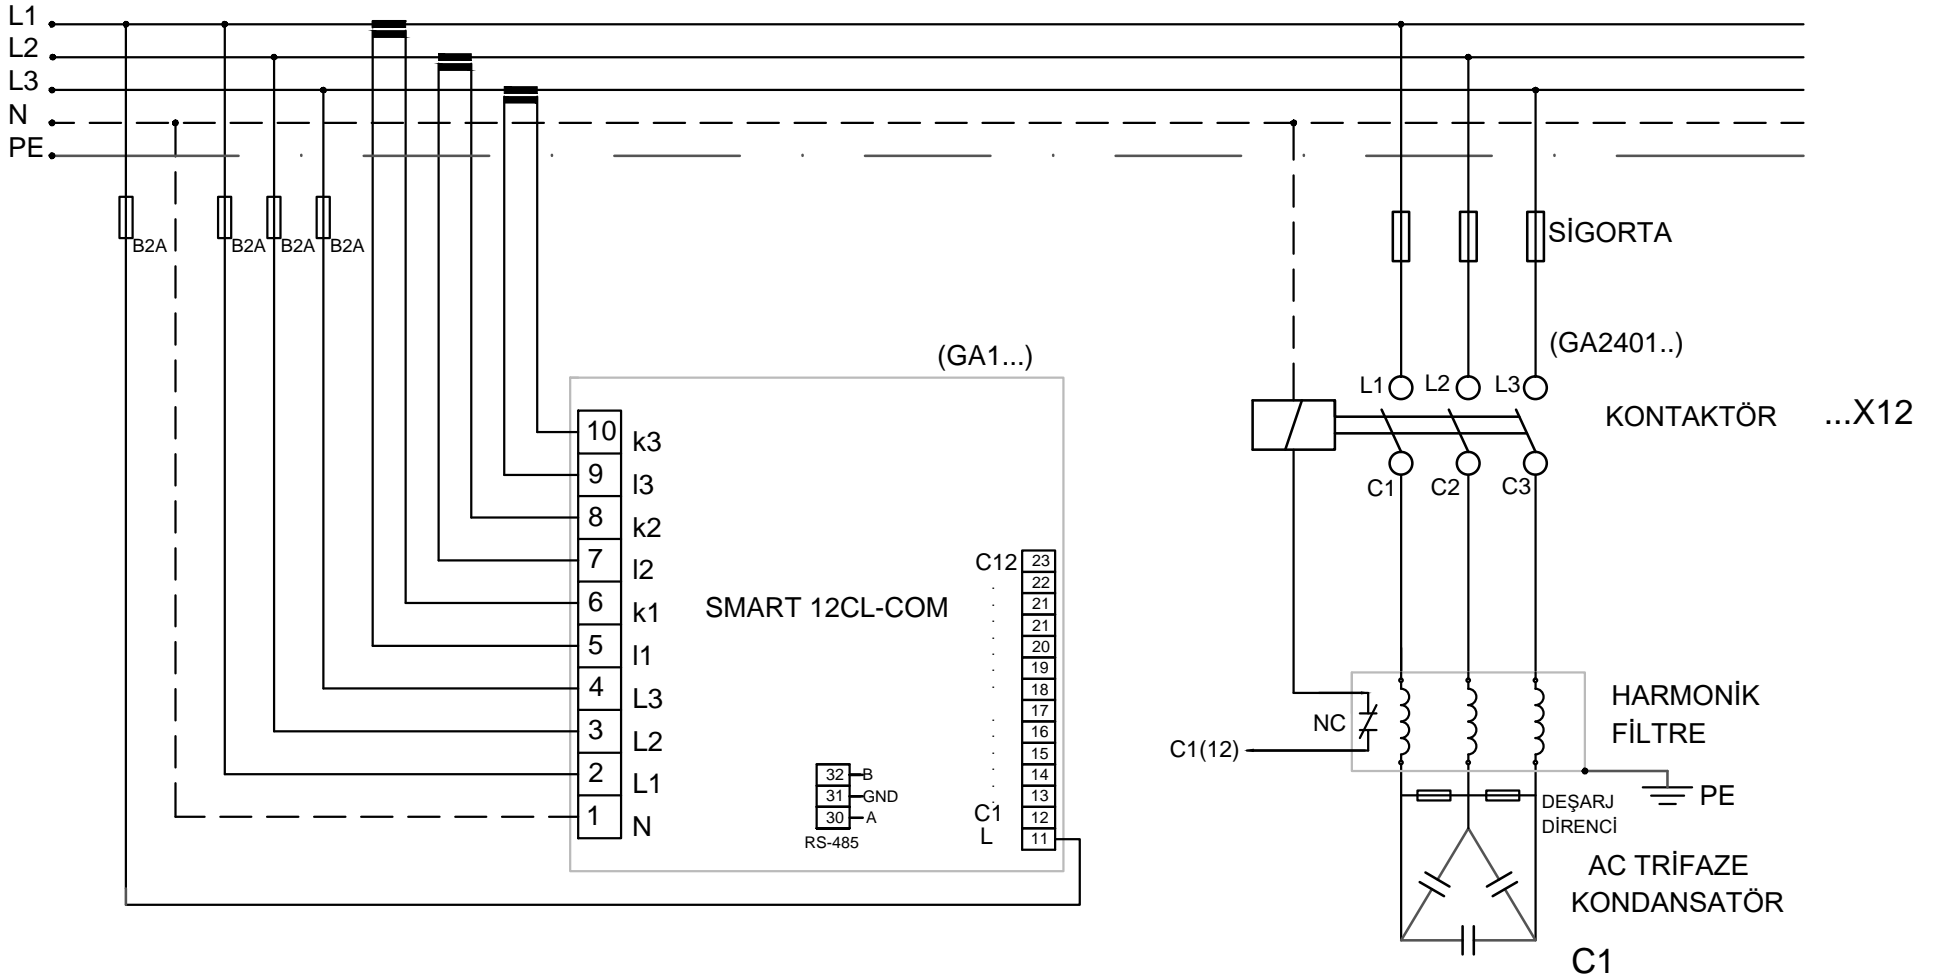 L1
L2
L3
N
PE
B2A
B2A
B2A
B2A
SİGORTA
(GA1...)
(GA2401..)
L1
L2
L3
KONTAKTÖR
...X12
C1
C2
C3
10
k3
9
l3
8
k2
7
l2
6
k1
5
l1
4
L3
3
L2
2
L1
1
N
SMART 12CL-COM
C12
23
22
21
21
20
19
18
17
16
15
14
13
C1
12
L
11
32
B
31
GND
30
A
RS-485
NC
C1(12)
HARMONİK
FİLTRE
PE
DEŞARJ
DİRENCİ
AC TRİFAZE
KONDANSATÖR
C1